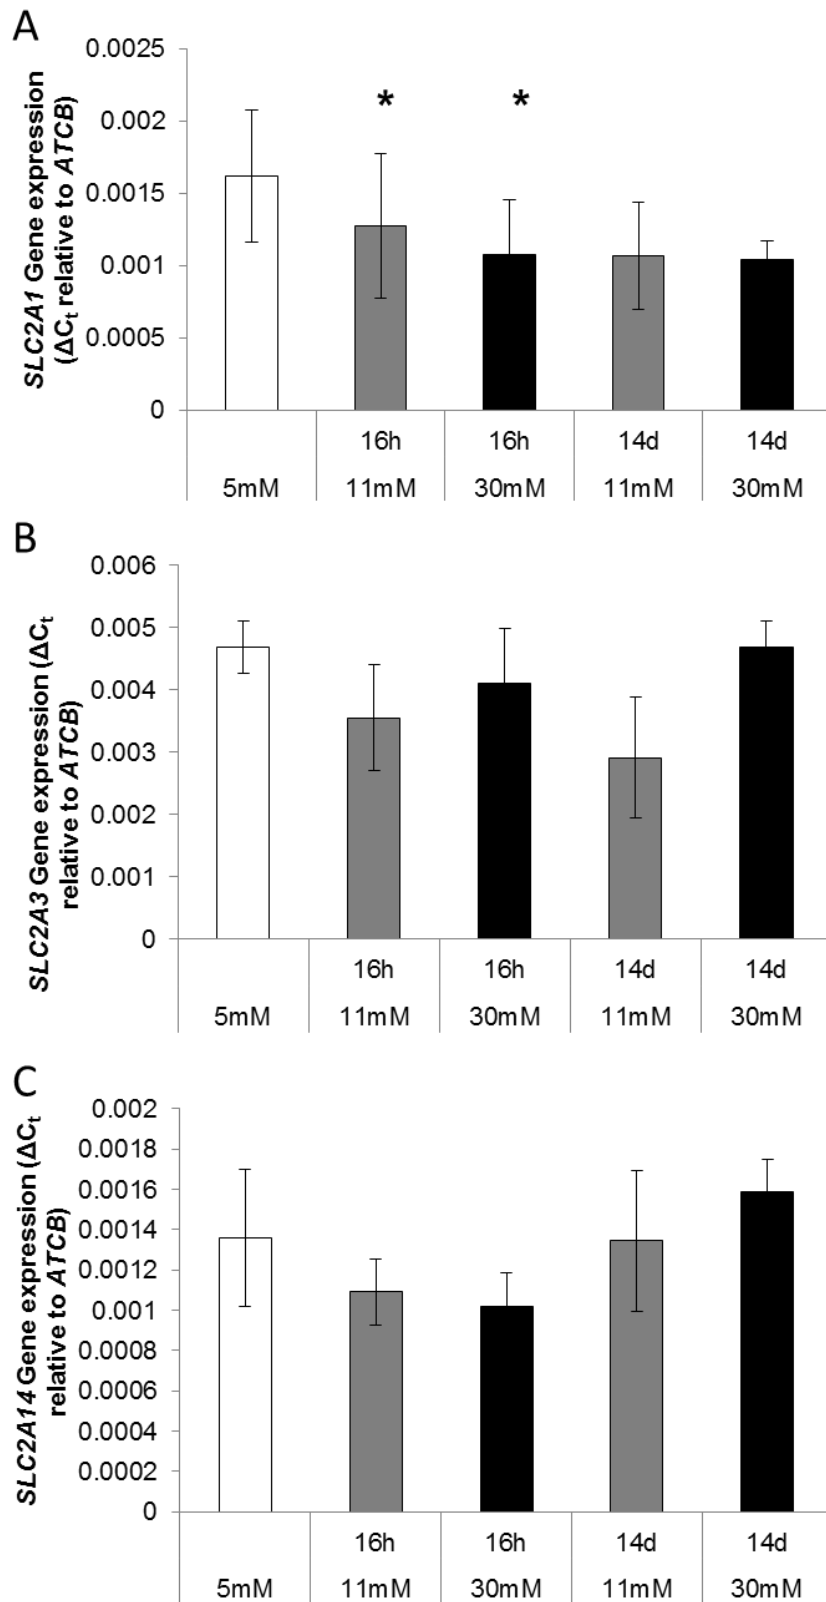 A
SLC2A1 Gene expression
(ΔCt relative to ATCB)
0.0025
0.002
0.0015
0.001
0.0005
0
* *
16h 16h 14d 14d
5mM 11mM 30mM 11mM 30mM
B
SLC2A3 Gene expression (ΔCt
relative to ATCB)
0.006
0.005
0.004
0.003
0.002
0.001
0
16h 16h 14d 14d
5mM 11mM 30mM 11mM 30mM
C
SLC2A14 Gene expression (ΔCt
relative to ATCB)
0.002
0.0018
0.0016
0.0014
0.0012
0.001
0.0008
0.0006
0.0004
0.0002
0
16h 16h 14d 14d
5mM 11mM 30mM 11mM 30mM